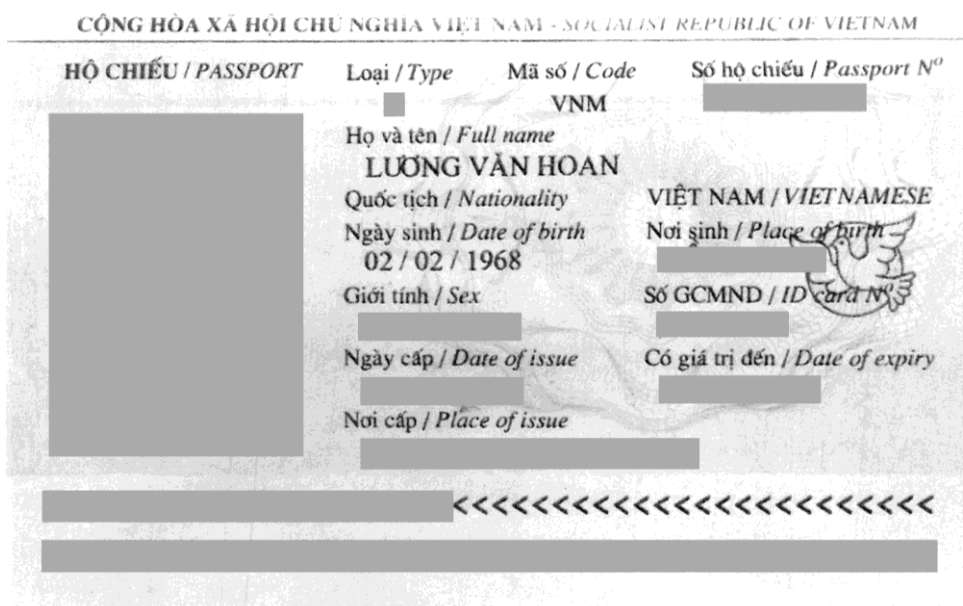 CỘNG HÒA XÃ HỘI CHỦ NGHĨA VIỆT NAM - SOCIALIST REPUBLIC OF VIETNAM
HỘ CHIẾU / PASSPORT Loại / Type Mã số / Code Số hộ chiếu / Passport Nº
VNM
Họ và tên / Full name
LƯƠNG VĂN HOAN
Quốc tịch / Nationality VIỆT NAM / VIETNAMESE
Ngày sinh / Date of birth Nơi sinh / Place of birth
02 / 02 / 1968
Giới tính / Sex Số GCMND / ID card Nº
Ngày cấp / Date of issue Có giá trị đến / Date of expiry
Nơi cấp / Place of issue
<<<<<<<<<<<<<<<<<<<<<<<<